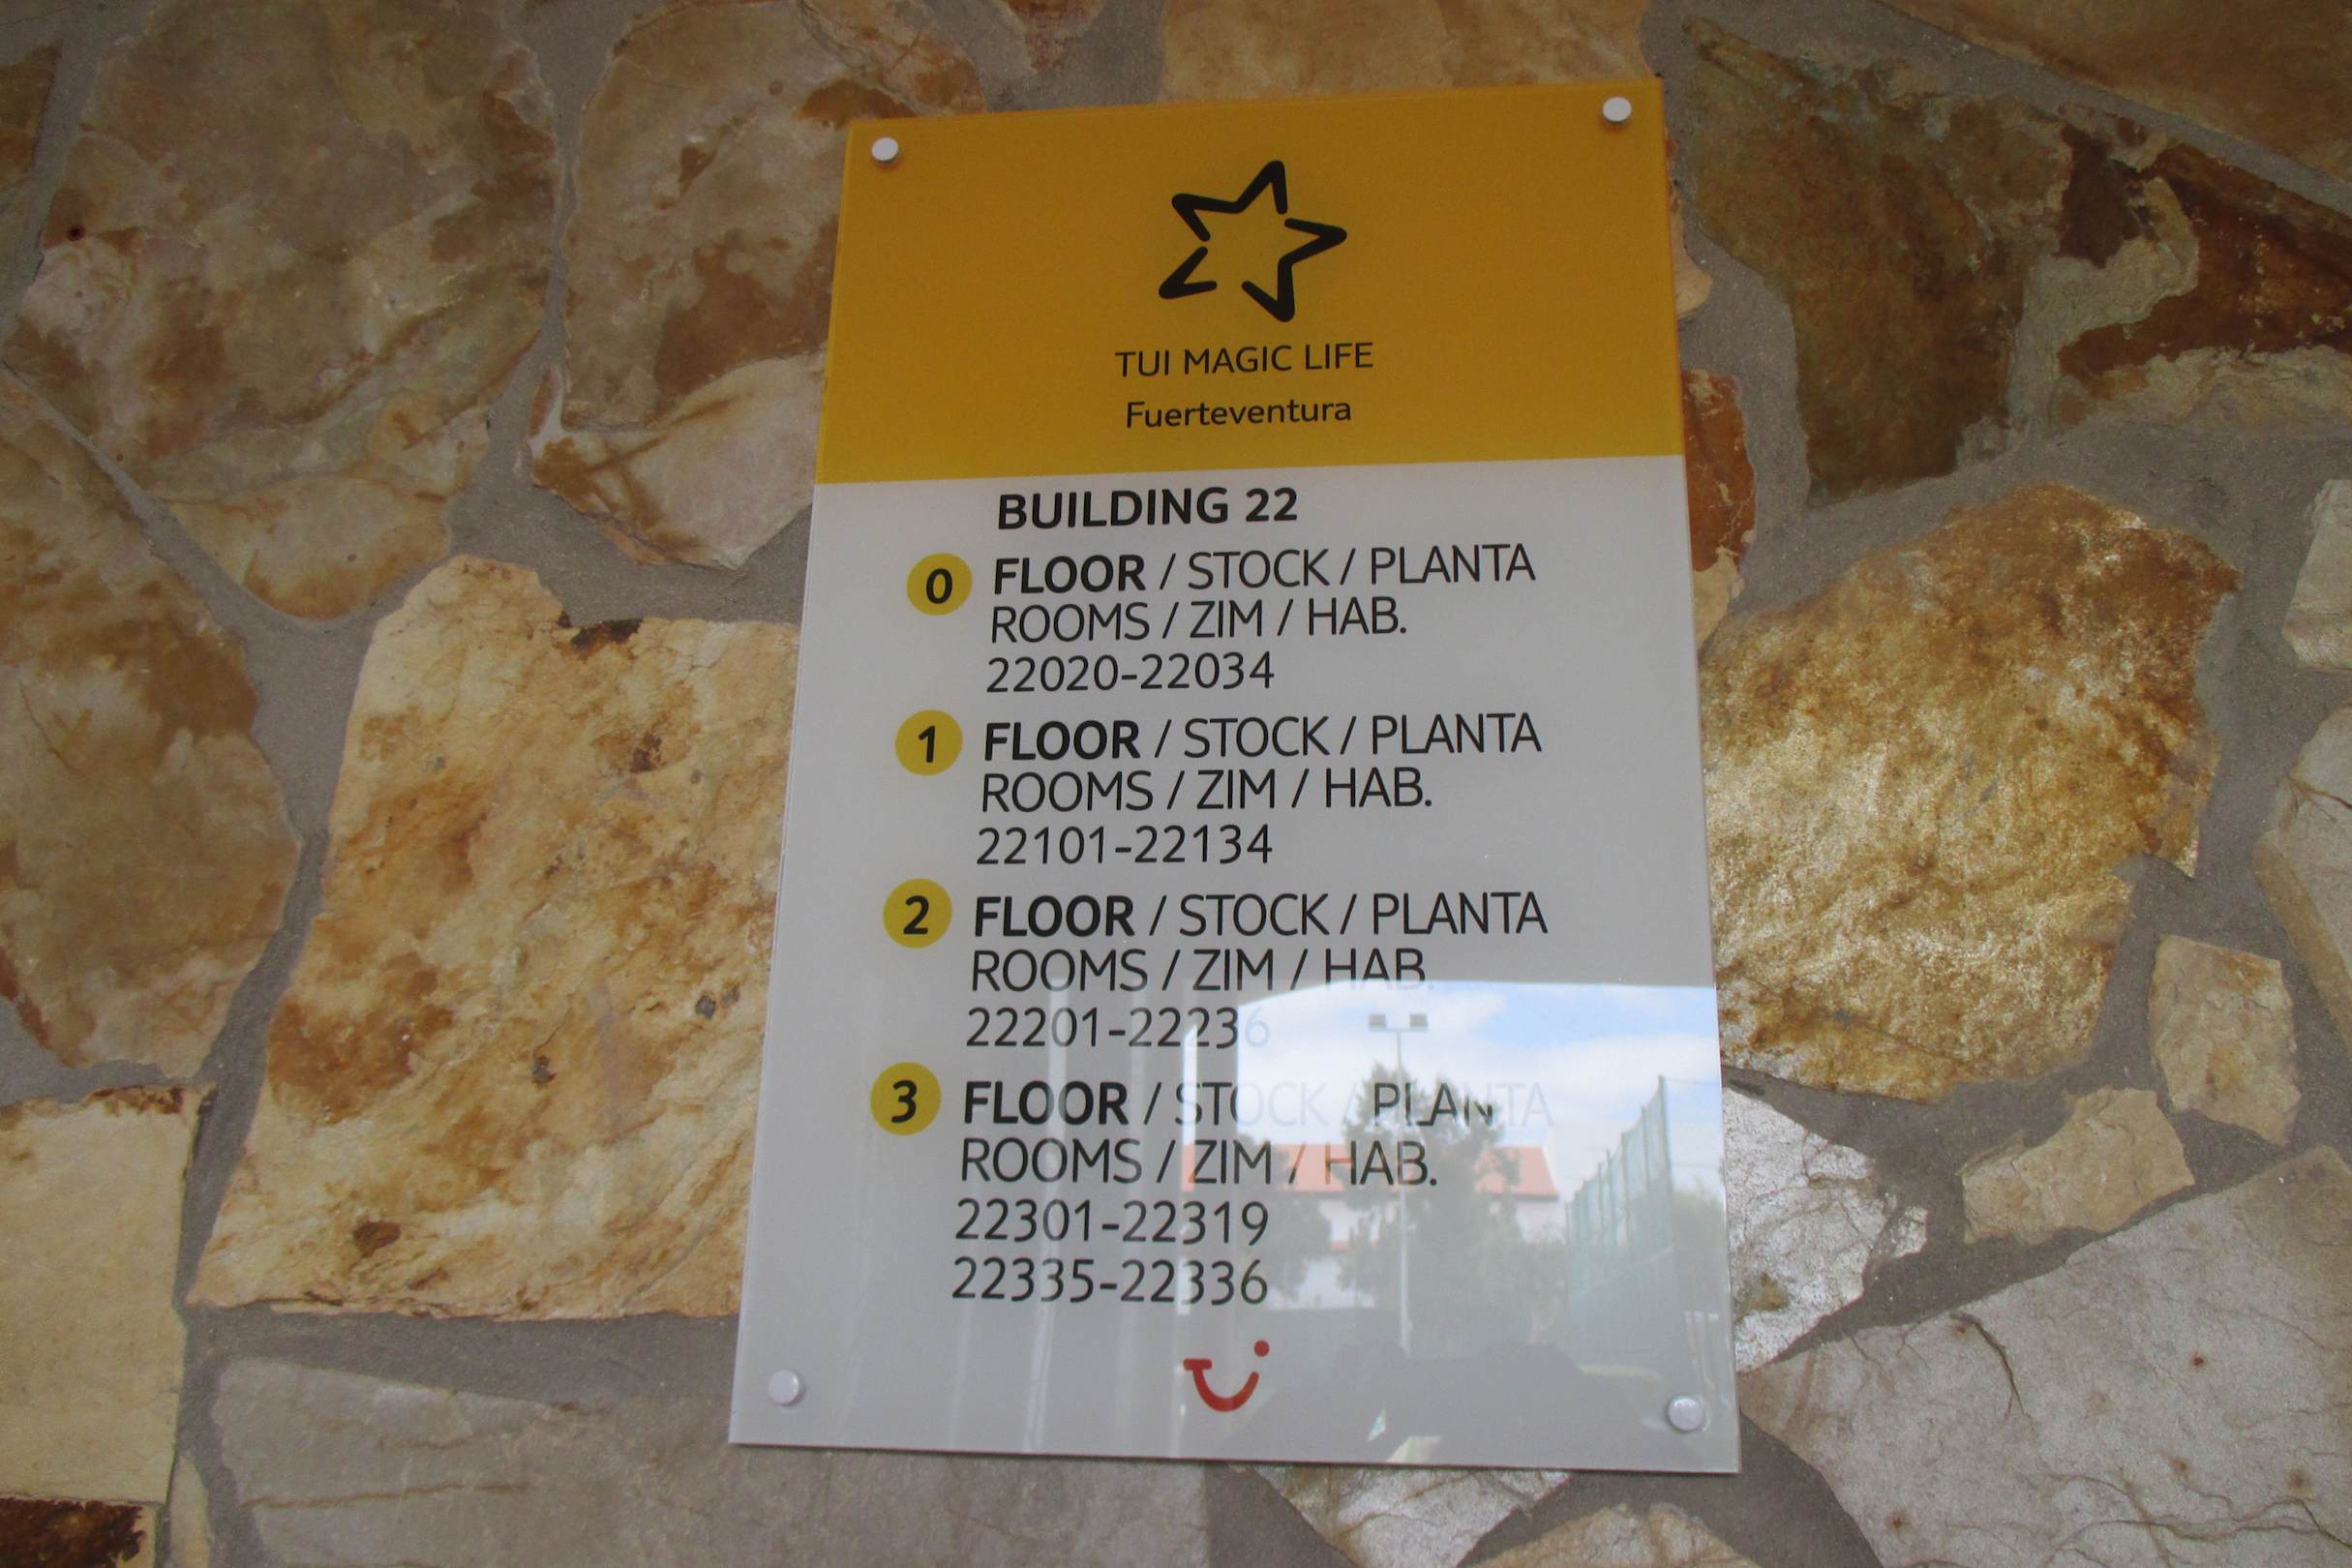 TUI MAGIC LIFE
Fuerteventura
BUILDING 22
0 FLOOR / STOCK / PLANTA
ROOMS / ZIM / HAB.
22020-22034
1 FLOOR / STOCK / PLANTA
ROOMS / ZIM / HAB.
22101-22134
2 FLOOR / STOCK / PLANTA
ROOMS / ZIM / HAB.
22201-22236
3 FLOOR / STOCK / PLANTA
ROOMS / ZIM / HAB.
22301-22319
22335-22336